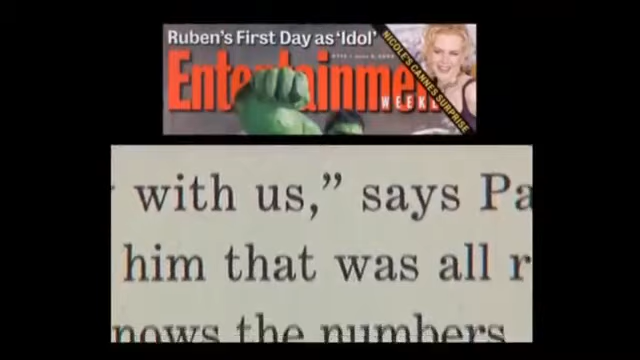 Ruben's First Day as 'Idol'
NICOLE'S CANNES SURPRISE
Entertainment
WEEKLY
with us,” says Pa
him that was all r
nows the numbers